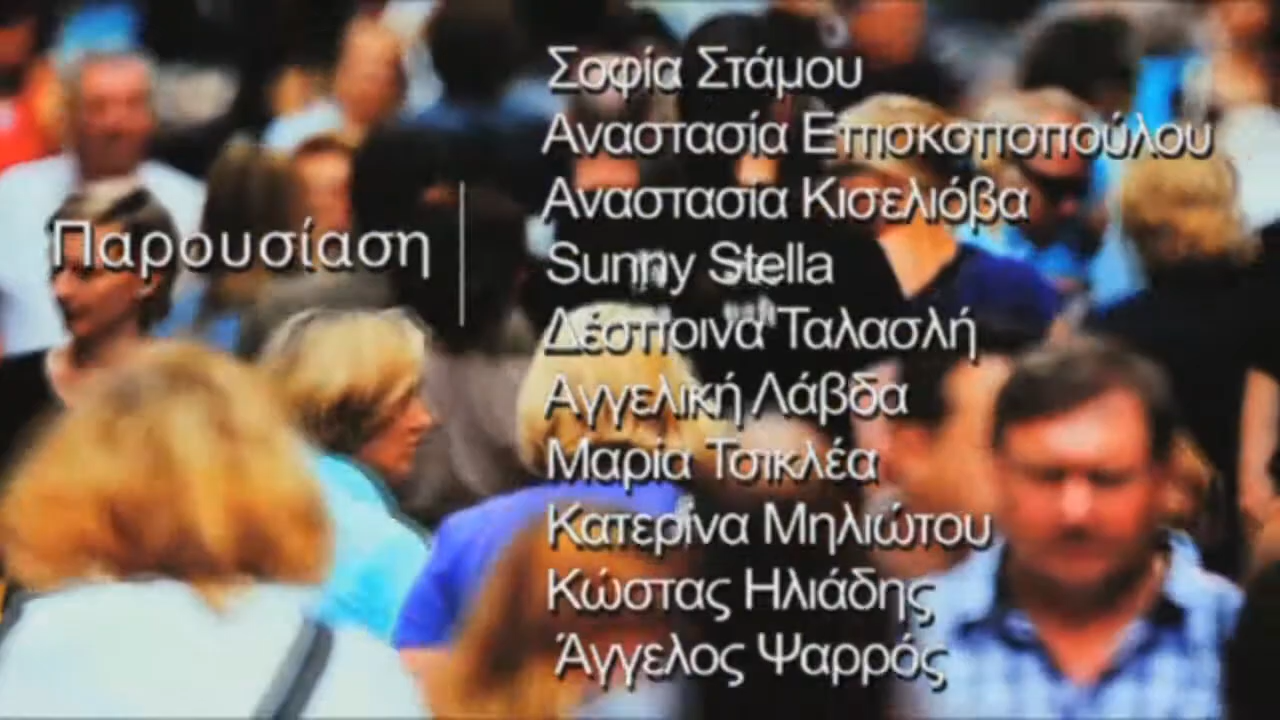 Παρουσίαση
Σοφία Στάμου
Αναστασία Επισκοποπούλου
Αναστασία Κισελιόβα
Sunny Stella
Δέσποινα Ταλασλή
Αγγελική Λάβδα
Μαρία Τσικλέα
Κατερίνα Μηλιώτου
Κώστας Ηλιάδης
Άγγελος Ψαρρός